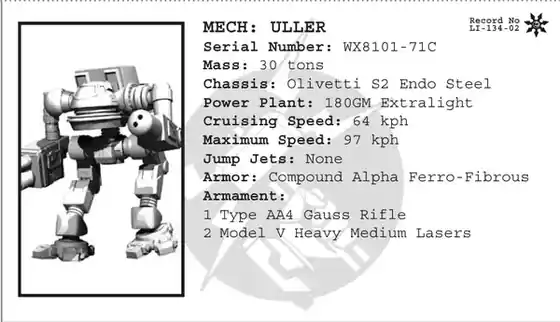 MECH: ULLER
Record No
LI-134-02
Serial Number: WX8101-71C
Mass: 30 tons
Chassis: Olivetti S2 Endo Steel
Power Plant: 180GM Extralight
Cruising Speed: 64 kph
Maximum Speed: 97 kph
Jump Jets: None
Armor: Compound Alpha Ferro-Fibrous
Armament:
1 Type AA4 Gauss Rifle
2 Model V Heavy Medium Lasers